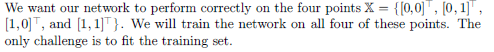 We want our network to perform correctly on the four points 𝕏 = {[0,0]⊤, [0,1]⊤,
[1,0]⊤, and [1,1]⊤}. We will train the network on all four of these points. The
only challenge is to fit the training set.